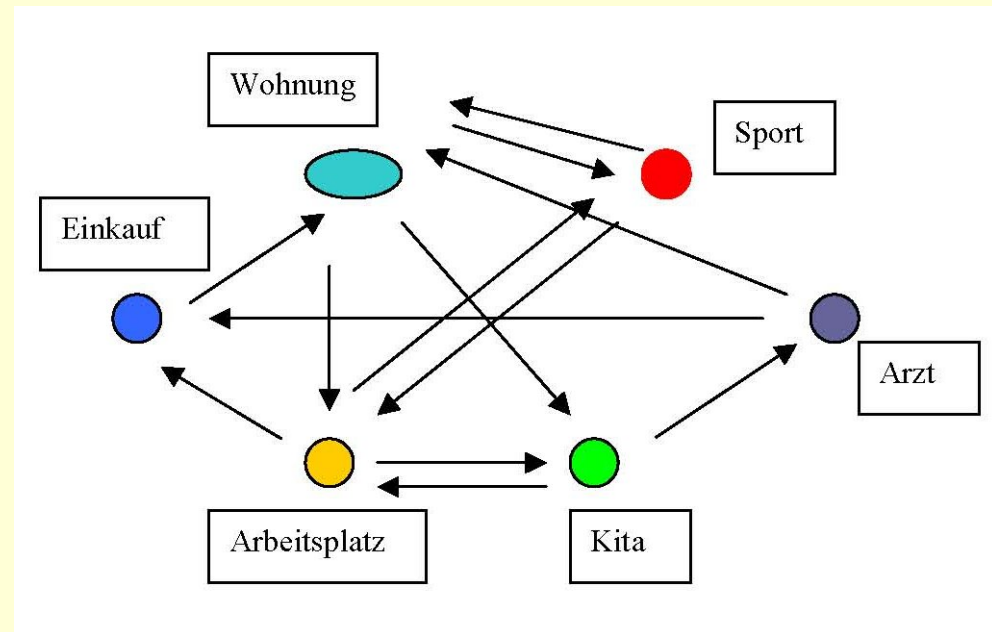 Wohnung
Sport
Einkauf
Arzt
Arbeitsplatz
Kita